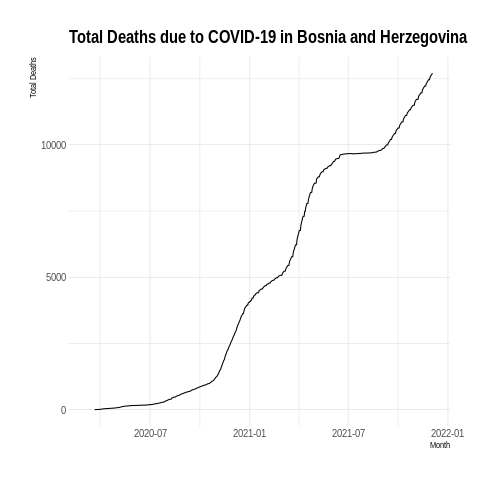 Total Deaths due to COVID-19 in Bosnia and Herzegovina
Total Deaths
10000
5000
0
2020-07 2021-01 2021-07 2022-01
Month